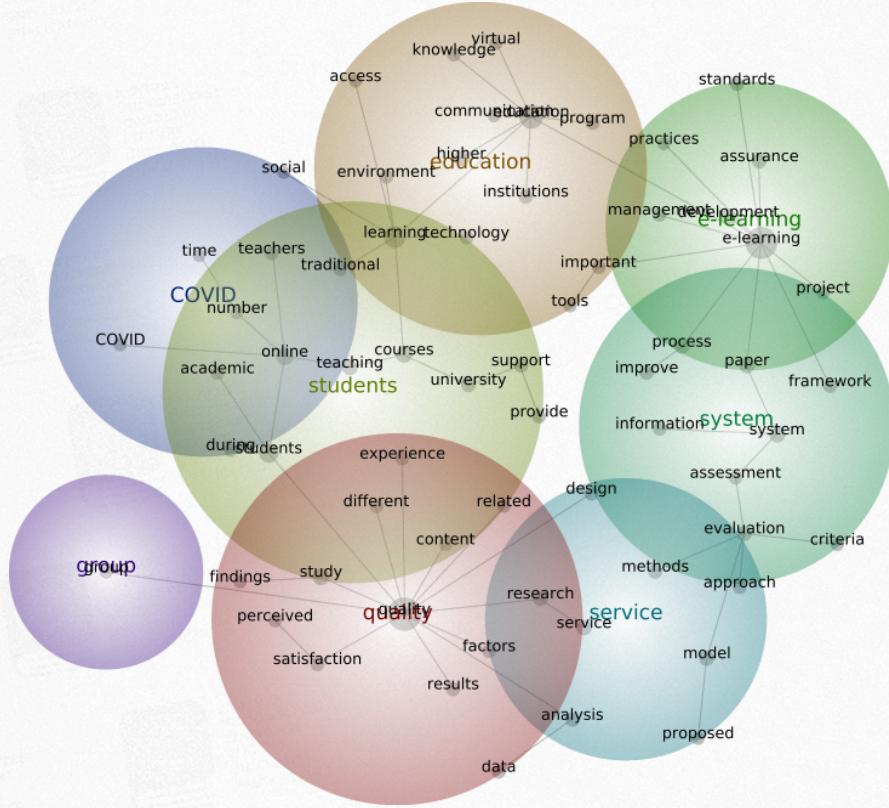 virtual
knowledge
access
standards
communication
education
program
practices
higher
education
assurance
social
environment
institutions
management
development
e-learning
learning
technology
e-learning
time
teachers
traditional
important
COVID
project
number
tools
COVID
online
teaching
courses
process
academic
students
university
support
improve
paper
framework
provide
information
system
system
during
students
experience
assessment
different
related
design
evaluation
content
criteria
group
group
findings
study
methods
approach
perceived
quality
quality
research
service
service
satisfaction
factors
model
results
analysis
proposed
data